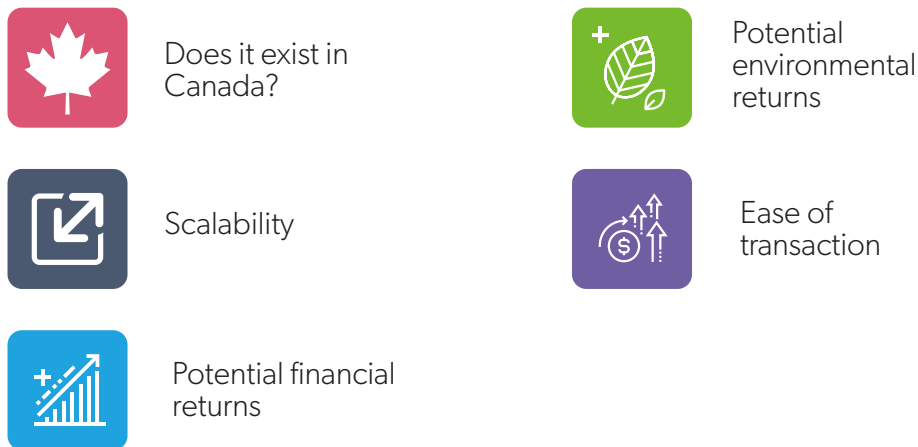 Does it exist in
Canada?
Scalability
Potential financial
returns
Potential
environmental
returns
$
Ease of
transaction